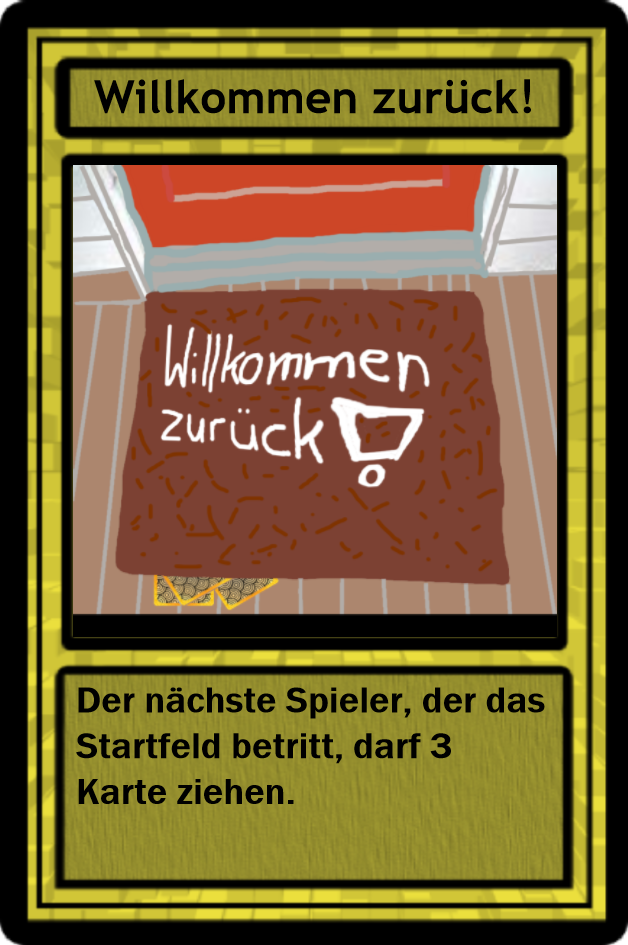 Willkommen zurück!
Willkommen
zurück
Der nächste Spieler, der das
Startfeld betritt, darf 3
Karte ziehen.